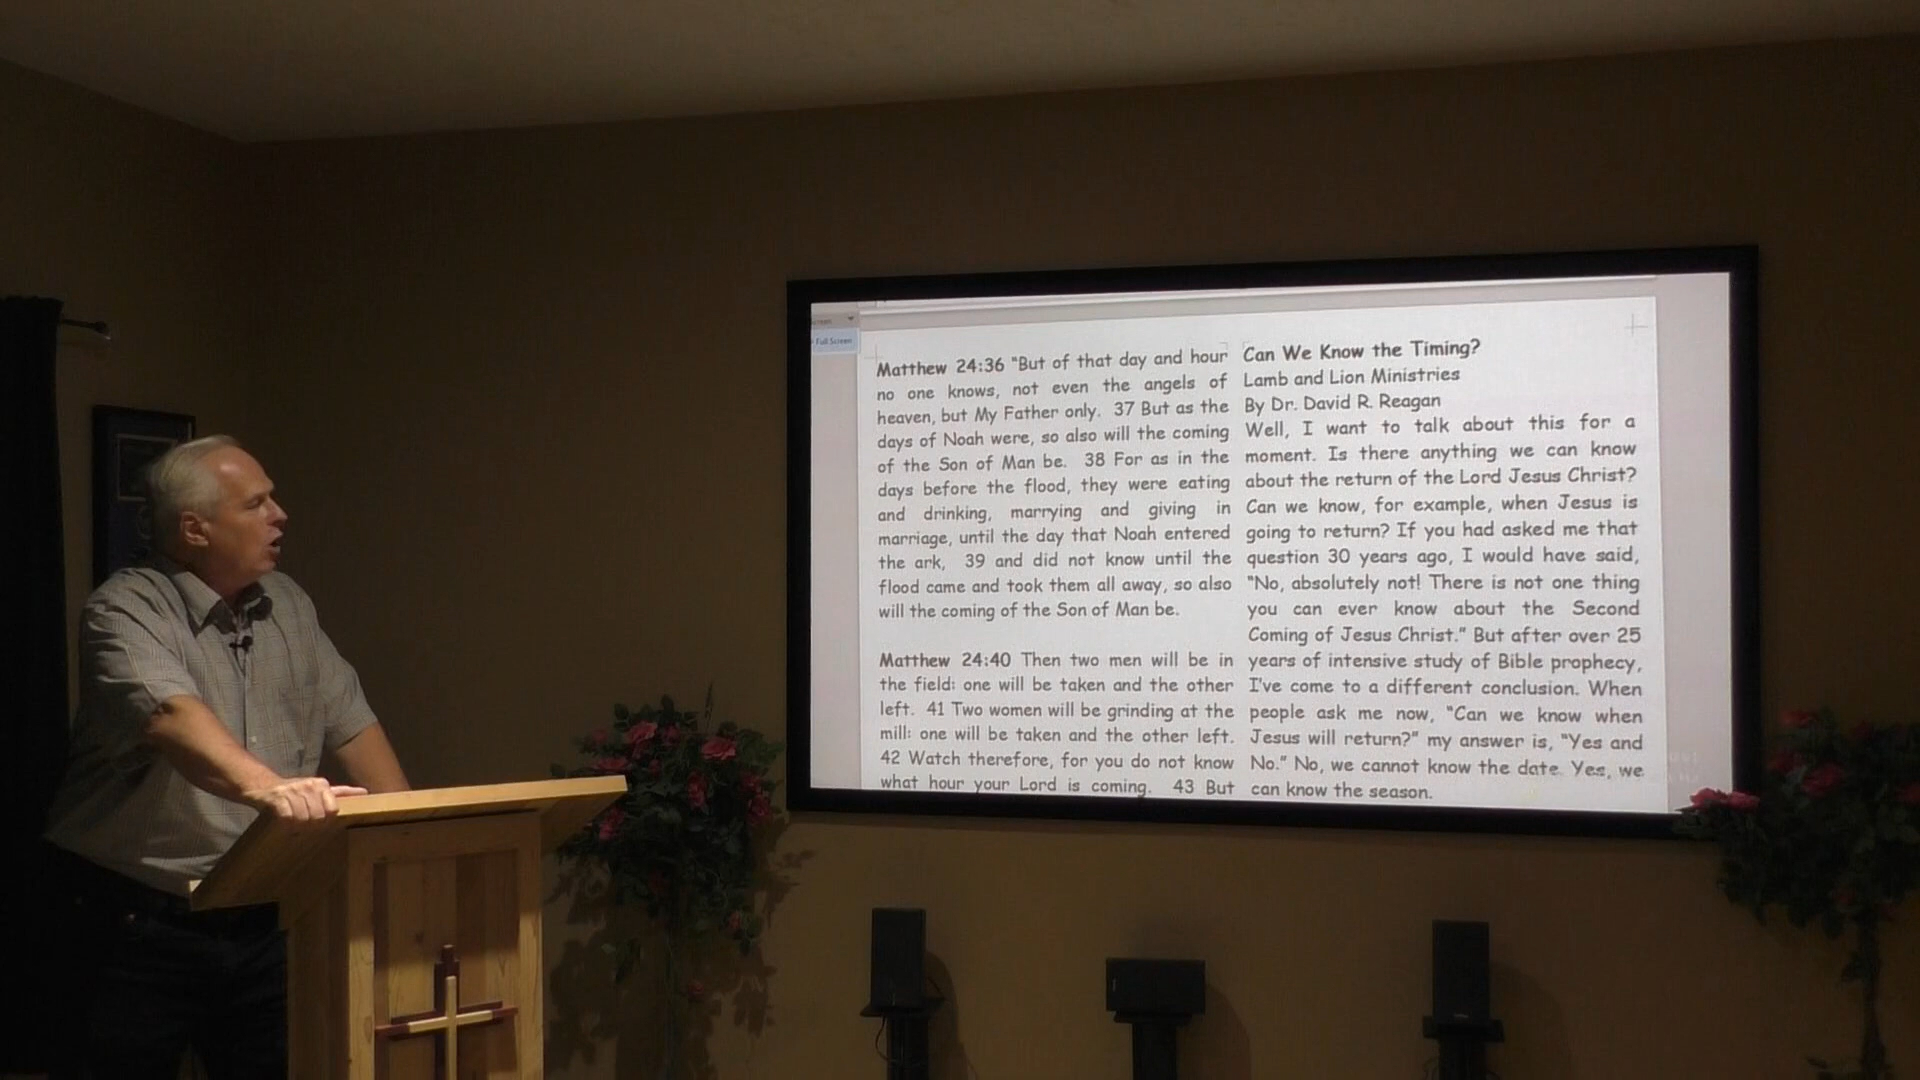 Full Screen
Matthew 24:36 "But of that day and hour
no one knows, not even the angels of
heaven, but My Father only. 37 But as the
days of Noah were, so also will the coming
of the Son of Man be. 38 For as in the
days before the flood, they were eating
and drinking, marrying and giving in
marriage, until the day that Noah entered
the ark, 39 and did not know until the
flood came and took them all away, so also
will the coming of the Son of Man be.
Matthew 24:40 Then two men will be in
the field: one will be taken and the other
left. 41 Two women will be grinding at the
mill: one will be taken and the other left.
42 Watch therefore, for you do not know
what hour your Lord is coming. 43 But
Can We Know the Timing?
Lamb and Lion Ministries
By Dr. David R. Reagan
Well, I want to talk about this for a
moment. Is there anything we can know
about the return of the Lord Jesus Christ?
Can we know, for example, when Jesus is
going to return? If you had asked me that
question 30 years ago, I would have said,
"No, absolutely not! There is not one thing
you can ever know about the Second
Coming of Jesus Christ." But after over 25
years of intensive study of Bible prophecy,
I've come to a different conclusion. When
people ask me now, "Can we know when
Jesus will return?" my answer is, "Yes and
No." No, we cannot know the date. Yes, we
can know the season.